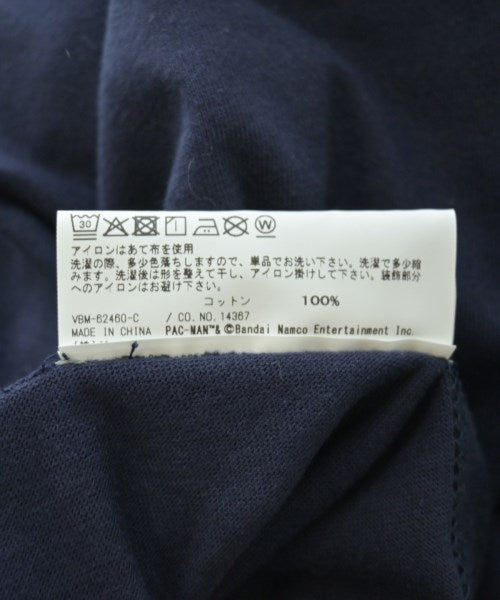 30
W
アイロンはあて布を使用
洗濯の際、多少色落ちしますので、単品でお洗い下さい。洗濯で多少縮
みます。洗濯後は形を整えて干し、アイロン掛けして下さい。装飾部分
へのアイロンはお避け下さい。
コットン 100%
VBM-62460-C / CO.NO.14367
MADE IN CHINA PAC-MAN™& ©Bandai Namco Entertainment Inc.